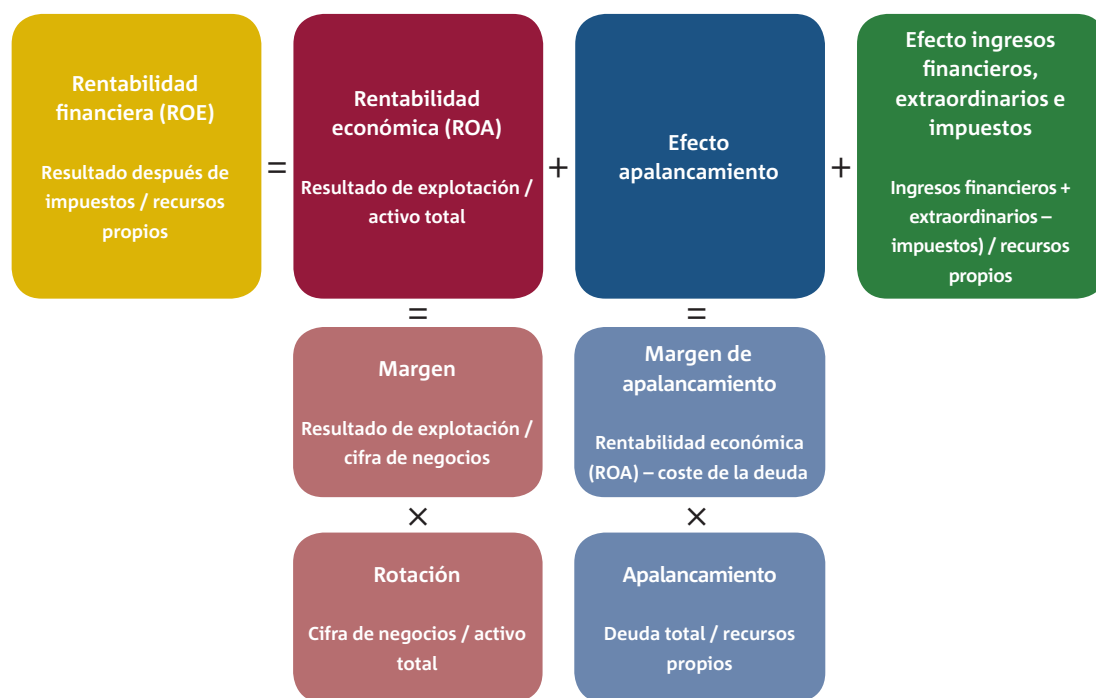 Rentabilidad
financiera (ROE)
Resultado después de
impuestos / recursos
propios
=
Rentabilidad
económica (ROA)
Resultado de explotación /
activo total
+
Efecto
apalancamiento
+
Efecto ingresos
financieros,
extraordinarios e
impuestos
Ingresos financieros +
extraordinarios –
impuestos) / recursos
propios
=
Margen
Resultado de explotación /
cifra de negocios
×
Rotación
Cifra de negocios / activo
total
=
Margen de
apalancamiento
Rentabilidad económica
(ROA) – coste de la deuda
×
Apalancamiento
Deuda total / recursos
propios